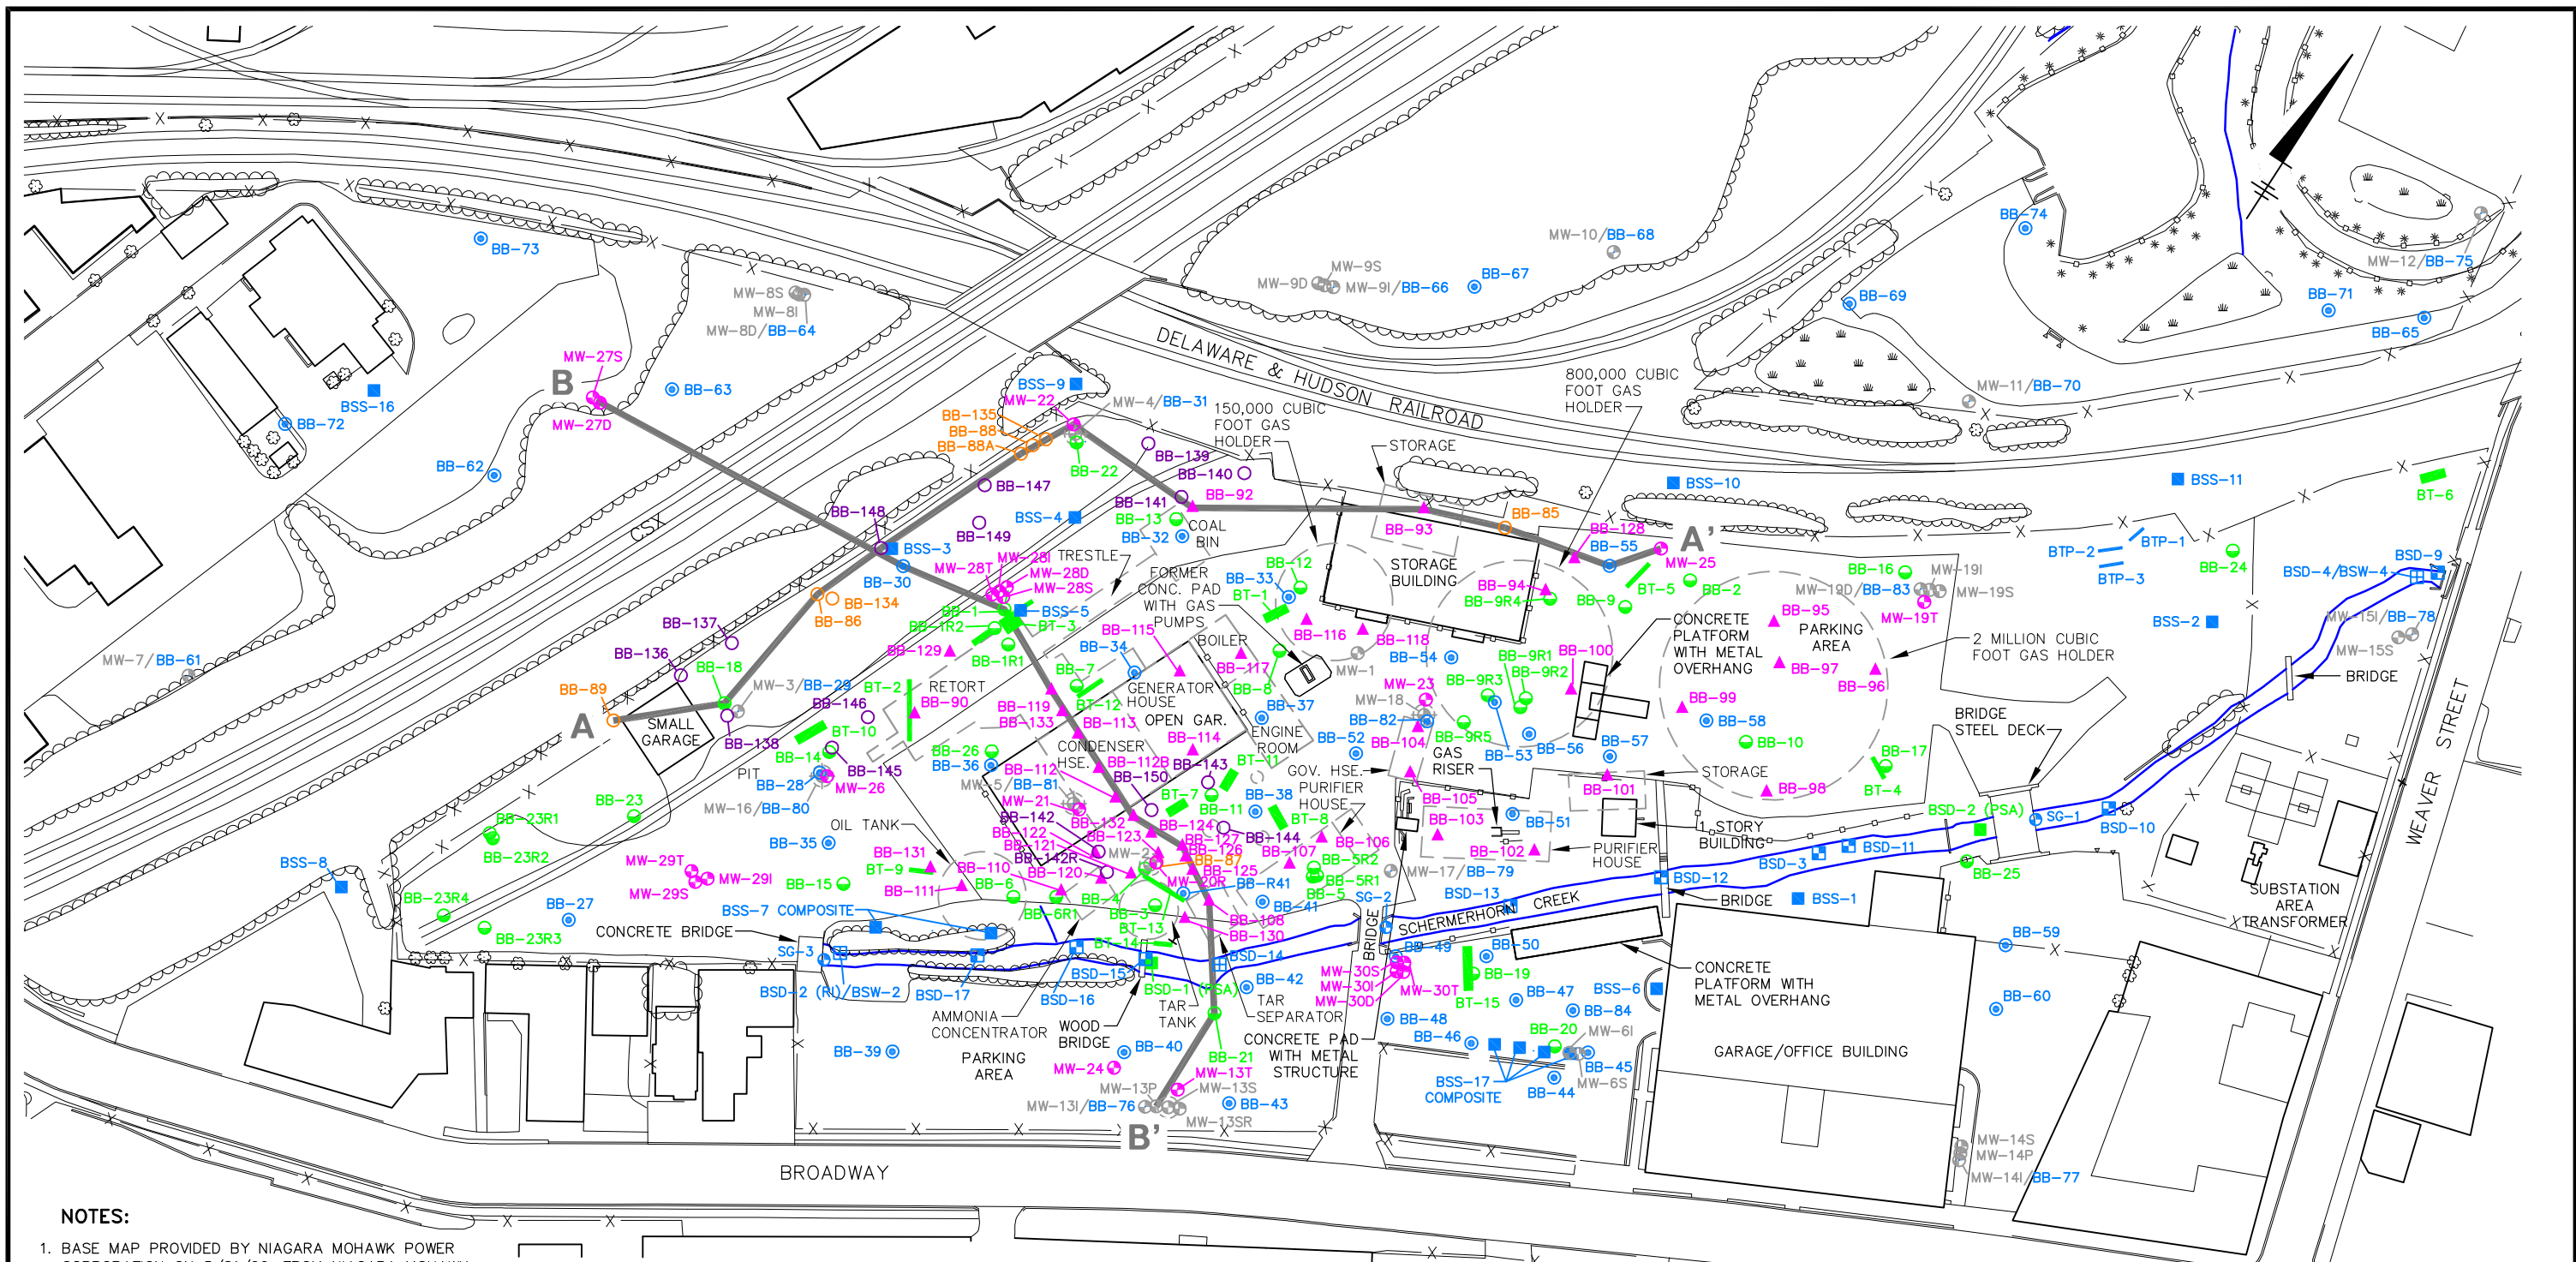 BB-73
BB-74
MW-10/BB-68
MW-9S
MW-9D
MW-9I/BB-66
BB-67
MW-12/BB-75
MW-8S
MW-8I
MW-8D/BB-64
BB-69
BB-71
BB-65
DELAWARE & HUDSON RAILROAD
MW-27S
B
MW-27D
BB-63
BSS-16
BB-72
BSS-9
MW-22
MW-4/BB-31
BB-135
BB-88
BB-88A
BB-22
150,000 CUBIC
FOOT GAS
HOLDER
800,000 CUBIC
FOOT GAS
HOLDER
MW-11/BB-70
STORAGE
BB-62
BB-139
BB-140
BB-147
BB-141
BB-92
BSS-10
BSS-11
BT-6
CSX
BB-148
BSS-4
BB-13
COAL
BIN
BB-32
BB-93
BB-85
BB-149
BSS-3
BB-30
MW-28I
MW-28T
MW-28D
MW-28S
TRESTLE
FORMER
CONC. PAD
WITH GAS
PUMPS
BB-12
BB-33
BT-1
STORAGE
BUILDING
BB-128
BB-55
A'
MW-25
BB-94
BB-9R4
BB-9
BT-5
BB-2
BTP-2
BTP-1
BTP-3
BB-24
BSD-9
BSD-4/BSW-4
BB-16
MW-19I
MW-19D/BB-83
MW-19S
MW-19T
BB-134
BB-86
BB-1
BSS-5
BB-1R2
BT-3
BB-1R1
BB-129
BB-115
BOILER
BB-117
BB-116
BB-118
MW-1
BB-34
BB-54
BB-95
PARKING
AREA
BSS-2
MW-15I/BB-78
MW-15S
CONCRETE
PLATFORM
WITH METAL
OVERHANG
2 MILLION CUBIC
FOOT GAS HOLDER
BB-137
BB-136
BB-18
MW-7/BB-61
MW-3/BB-29
BB-89
A
SMALL
GARAGE
BB-138
BB-146
BT-2
RETORT
BB-90
BB-7
BT-12
GENERATOR
HOUSE
BB-8
BB-9R1
BB-9R2
BB-9R3
BB-100
BB-97
BB-96
BB-99
BB-58
BB-10
BRIDGE
BB-119
BB-133
BB-113
OPEN GAR.
BB-114
BB-37
ENGINE
ROOM
MW-23
MW-18
BB-82
BB-104
BB-9R5
BB-53
BB-56
BB-57
BRIDGE
STEEL DECK
WEAVER STREET
BT-10
BB-14
BB-145
BB-26
BB-36
CONDENSER
HSE.
BB-112B
BB-112
BB-150
BB-143
BT-11
BB-52
GOV. HSE.
PURIFIER
HOUSE
GAS
RISER
PIT
BB-28
MW-26
MW-16/BB-80
MW-5/BB-81
MW-21
BT-7
BB-11
BB-38
BT-8
BB-105
STORAGE
BB-101
BB-17
BT-4
BB-98
BB-23
BB-23R1
BB-23R2
OIL TANK
BB-142
BB-132
BB-122
BB-121
BB-123
BB-124
BB-127
BB-126
BB-144
BB-103
BB-51
1 STORY
BUILDING
BSD-2 (PSA)
SG-1
BSD-10
BSD-3
BSD-11
BB-35
BB-131
BT-9
BB-142R
MW-2
BB-87
BB-107
BB-106
BB-102
PURIFIER
HOUSE
BSS-8
MW-29T
MW-29I
MW-29S
BB-15
BB-111
BB-110
BB-6
BB-120
BB-125
MW-20R
BB-5R2
BB-5R1
BB-5
MW-17/BB-79
BSD-13
BSD-12
BB-25
BB-R41
BB-41
SG-2
BRIDGE
BSS-1
SUBSTATION
AREA
TRANSFORMER
BB-23R4
BB-27
BB-23R3
BSS-7 COMPOSITE
BB-6R1
BB-4
BB-3
BT-13
BT-14
BB-108
BB-130
BRIDGE
SCHERMERHORN CREEK
CONCRETE BRIDGE
SG-3
BSD-2 (RI)/BSW-2
BSD-17
BSD-16
BSD-15
BSD-1 (PSA)
BSD-14
BB-42
BB-49
BB-50
MW-30S
MW-30I
MW-30D
MW-30T
BB-19
BT-15
BSS-6
CONCRETE
PLATFORM WITH
METAL OVERHANG
BB-59
BB-47
BB-84
BB-60
AMMONIA
CONCENTRATOR
WOOD
BRIDGE
TAR
TANK
TAR
SEPARATOR
BB-48
BB-46
BB-20
MW-6I
BB-39
PARKING
AREA
BB-40
BB-21
CONCRETE PAD
WITH METAL
STRUCTURE
GARAGE/OFFICE BUILDING
MW-24
MW-13T
MW-13P
MW-13S
MW-13I/BB-76
BB-43
MW-13SR
BSS-17
COMPOSITE
BB-45
MW-6S
BB-44
B'
MW-14S
MW-14P
MW-14I/BB-77
BROADWAY
NOTES:
1. BASE MAP PROVIDED BY NIAGARA MOHAWK POWER